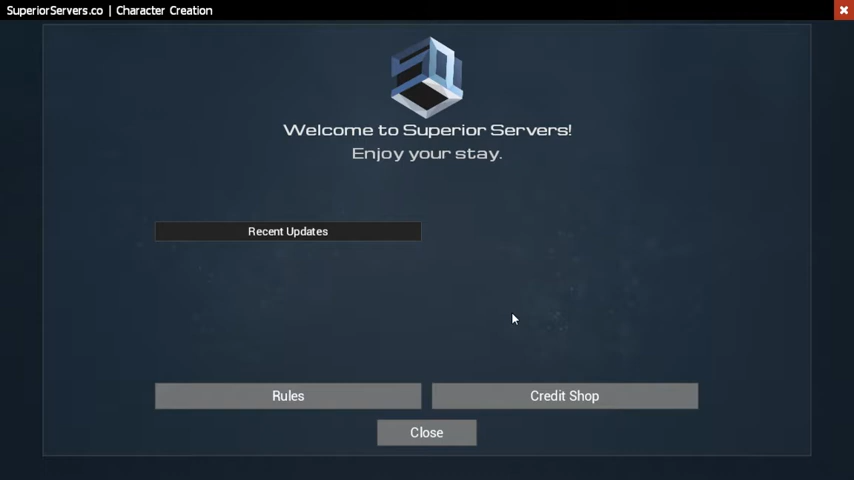 SuperiorServers.co | Character Creation
Welcome to Superior Servers!
Enjoy your stay.
Recent Updates
Rules
Credit Shop
Close